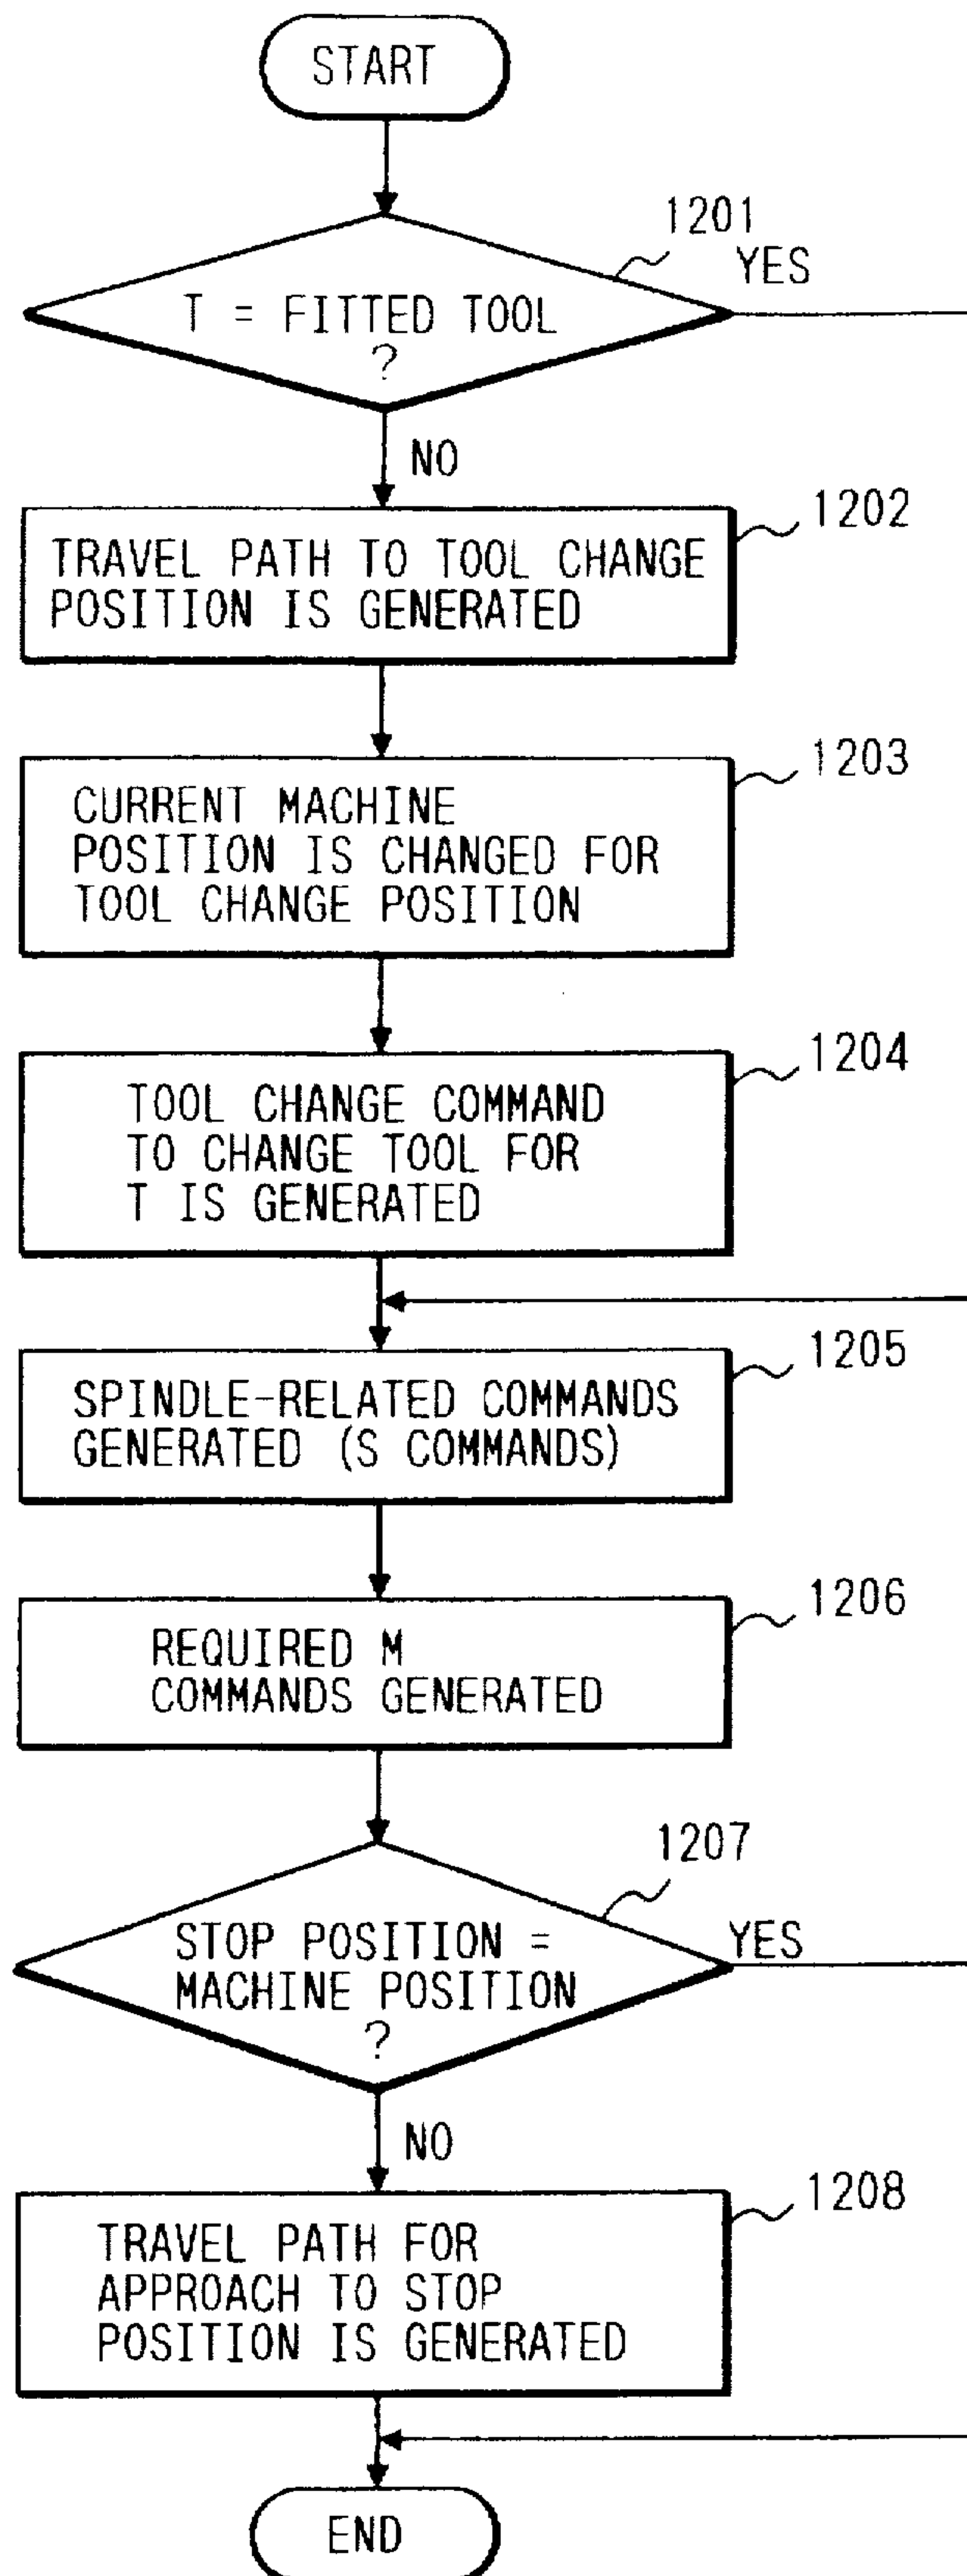 START
1201
YES
T = FITTED TOOL
?
NO
1202
TRAVEL PATH TO TOOL CHANGE
POSITION IS GENERATED
1203
CURRENT MACHINE
POSITION IS CHANGED FOR
TOOL CHANGE POSITION
1204
TOOL CHANGE COMMAND
TO CHANGE TOOL FOR
T IS GENERATED
1205
SPINDLE-RELATED COMMANDS
GENERATED (S COMMANDS)
1206
REQUIRED M
COMMANDS GENERATED
1207
STOP POSITION =
YES
MACHINE POSITION
?
NO
1208
TRAVEL PATH FOR
APPROACH TO STOP
POSITION IS GENERATED
END